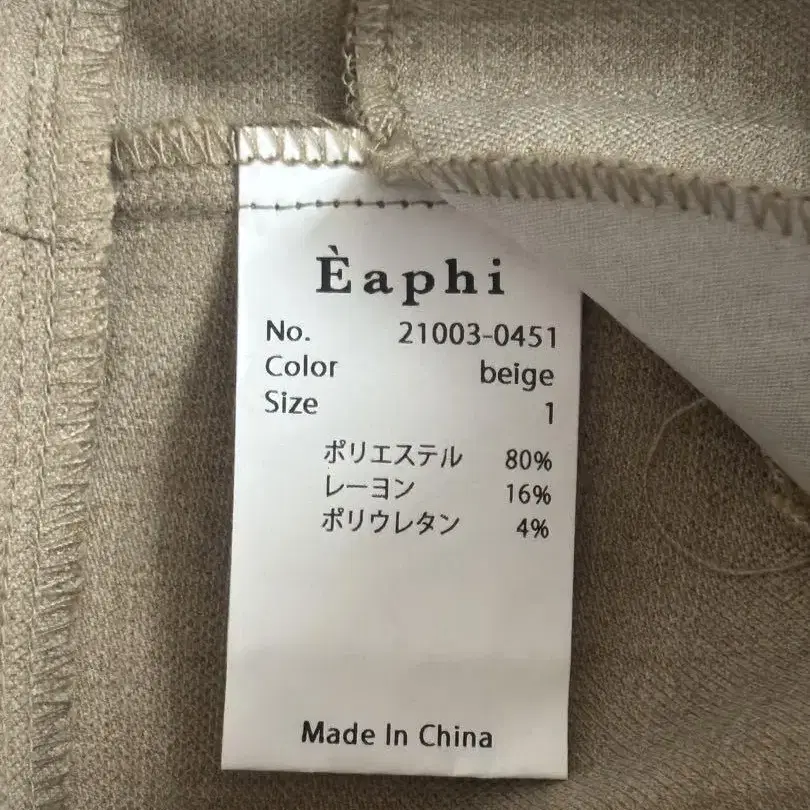 Èaphi
No. 21003-0451
Color beige
Size 1
ポリエステル 80%
レーヨン 16%
ポリウレタン 4%
Made In China